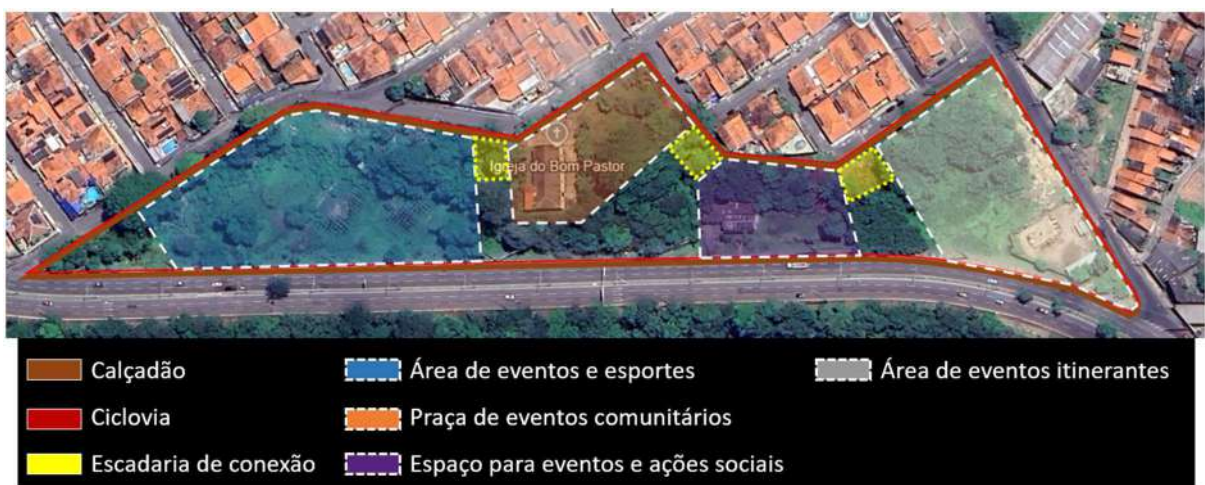 Igreja do Bom Pastor
Calçadão
Área de eventos e esportes
Área de eventos itinerantes
Ciclovia
Praça de eventos comunitários
Escadaria de conexão
Espaço para eventos e ações sociais